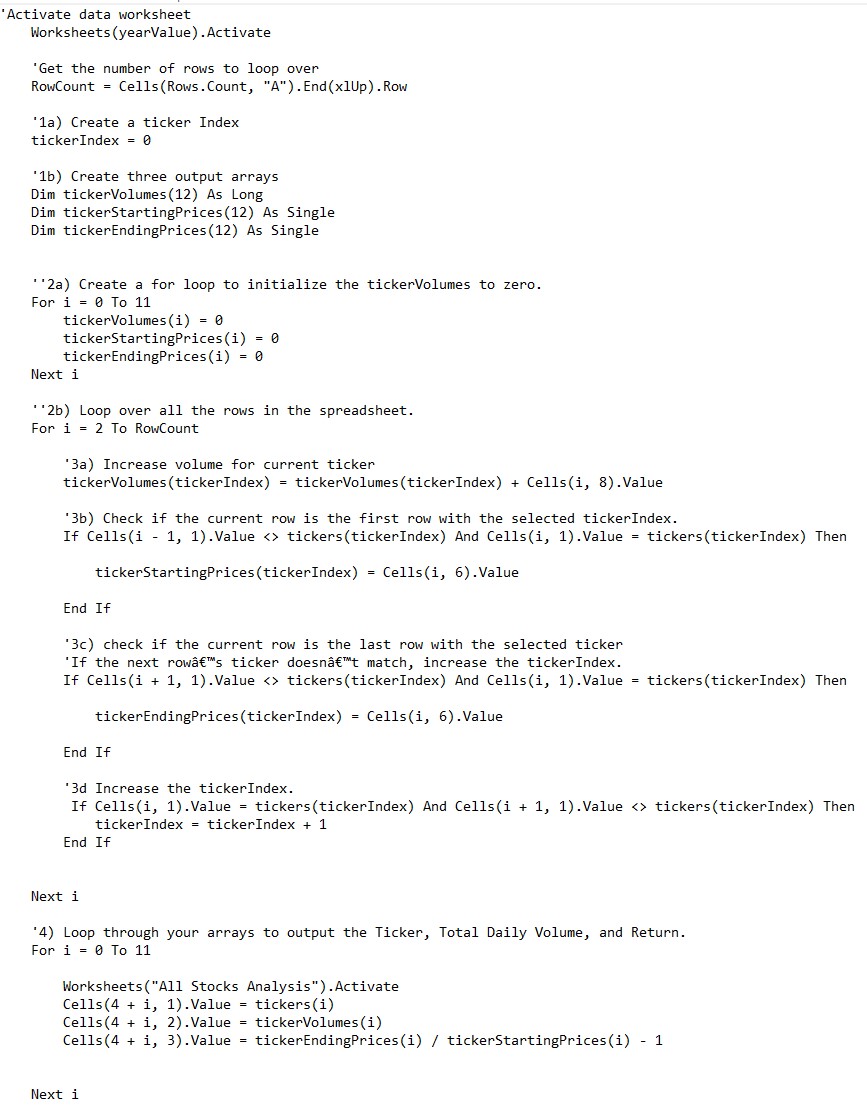 'Activate data worksheet
Worksheets(yearValue).Activate
'Get the number of rows to loop over
RowCount = Cells(Rows.Count, "A").End(xlUp).Row
'1a) Create a ticker Index
tickerIndex = 0
'1b) Create three output arrays
Dim tickerVolumes(12) As Long
Dim tickerStartingPrices(12) As Single
Dim tickerEndingPrices(12) As Single
''2a) Create a for loop to initialize the tickerVolumes to zero.
For i = 0 To 11
tickerVolumes(i) = 0
tickerStartingPrices(i) = 0
tickerEndingPrices(i) = 0
Next i
''2b) Loop over all the rows in the spreadsheet.
For i = 2 To RowCount
'3a) Increase volume for current ticker
tickerVolumes(tickerIndex) = tickerVolumes(tickerIndex) + Cells(i, 8).Value
'3b) Check if the current row is the first row with the selected tickerIndex.
If Cells(i - 1, 1).Value <> tickers(tickerIndex) And Cells(i, 1).Value = tickers(tickerIndex) Then
tickerStartingPrices(tickerIndex) = Cells(i, 6).Value
End If
'3c) check if the current row is the last row with the selected ticker
'If the next rowâ€™s ticker doesnâ€™t match, increase the tickerIndex.
If Cells(i + 1, 1).Value <> tickers(tickerIndex) And Cells(i, 1).Value = tickers(tickerIndex) Then
tickerEndingPrices(tickerIndex) = Cells(i, 6).Value
End If
'3d Increase the tickerIndex.
If Cells(i, 1).Value = tickers(tickerIndex) And Cells(i + 1, 1).Value <> tickers(tickerIndex) Then
tickerIndex = tickerIndex + 1
End If
Next i
'4) Loop through your arrays to output the Ticker, Total Daily Volume, and Return.
For i = 0 To 11
Worksheets("All Stocks Analysis").Activate
Cells(4 + i, 1).Value = tickers(i)
Cells(4 + i, 2).Value = tickerVolumes(i)
Cells(4 + i, 3).Value = tickerEndingPrices(i) / tickerStartingPrices(i) - 1
Next i